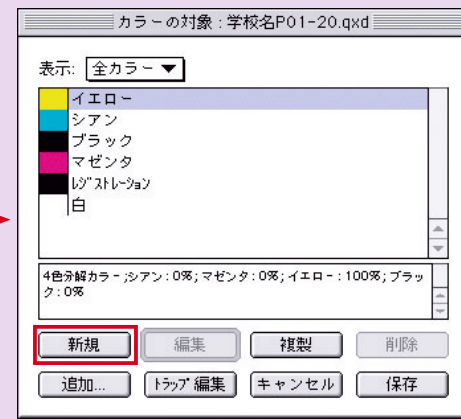 カラーの対象:学校名P01-20.qxd
表示: 全カラー
イエロー
シアン
ブラック
マゼンタ
レジストレーション
白
4色分解カラー;シアン:0%;マゼンタ:0%;イエロー:100%;ブラッ
ク:0%
新規 編集 複製 削除
追加... トラップ編集 キャンセル 保存